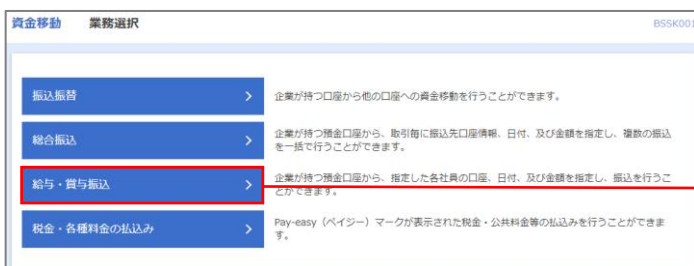 資金移動 業務選択 BSSK001
振込振替
企業が持つ口座から他の口座への資金移動を行うことができます。
総合振込
企業が持つ預金口座から、取引毎に振込先口座情報、日付、及び金額を指定し、複数の振込
を一括で行うことができます。
給与・賞与振込
企業が持つ預金口座から、指定した各社員の口座、日付、及び金額を指定し、振込を行うこ
とができます。
税金・各種料金の払込み
Pay-easy（ペイジー）マークが表示された税金・公共料金等の払込みを行うことができま
す。